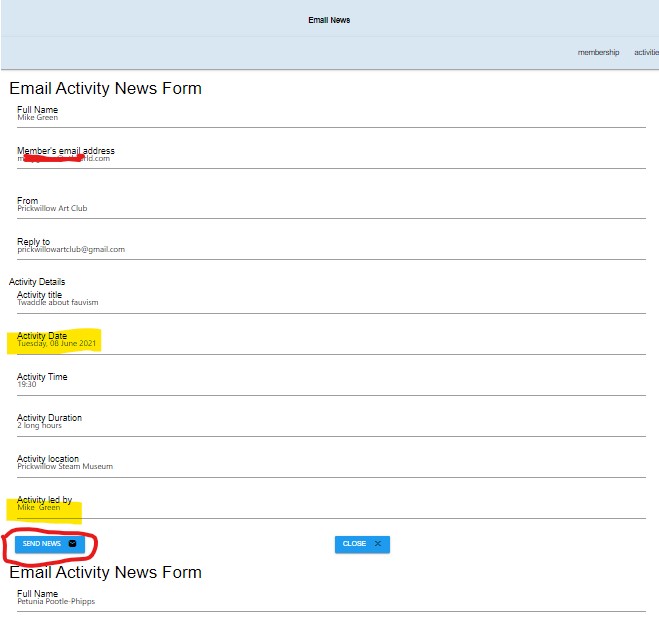 Email News
membership activitie
Email Activity News Form
Full Name
Mike Green
Member's email address
From
Prickwillow Art Club
Reply to
prickwillowartclub@gmail.com
Activity Details
Activity title
Twaddle about fauvism
Activity Date
Tuesday, 08 June 2021
Activity Time
19:30
Activity Duration
2 long hours
Activity location
Prickwillow Steam Museum
Activity led by
Mike Green
SEND NEWS CLOSE
Email Activity News Form
Full Name
Petunia Pootle-Phipps